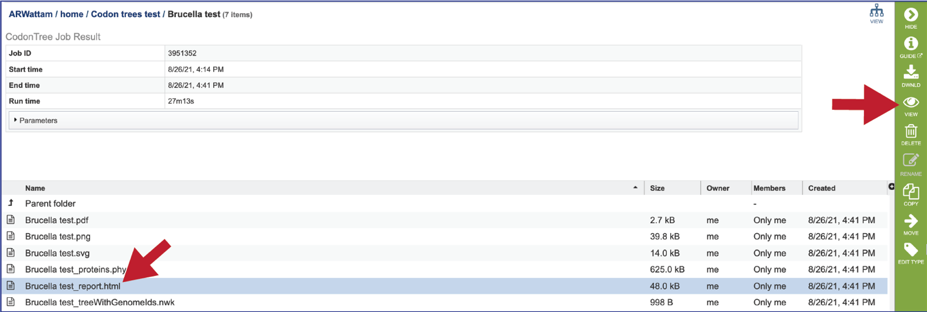 ARWattam / home / Codon trees test / Brucella test (7 items)
VIEW
CodonTree Job Result
Job ID 3951352
Start time 8/26/21, 4:14 PM
End time 8/26/21, 4:41 PM
Run time 27m13s
Parameters
Name Size Owner Members Created
Parent folder -
Brucella test.pdf 2.7 kB me Only me 8/26/21, 4:41 PM
Brucella test.png 39.8 kB me Only me 8/26/21, 4:41 PM
Brucella test.svg 14.0 kB me Only me 8/26/21, 4:41 PM
Brucella test_proteins.phy 625.0 kB me Only me 8/26/21, 4:41 PM
Brucella test_report.html 48.0 kB me Only me 8/26/21, 4:41 PM
Brucella test_treeWithGenomeIds.nwk 998 B me Only me 8/26/21, 4:41 PM
HIDE
GUIDE
DWNLD
VIEW
DELETE
RENAME
COPY
MOVE
EDIT TYPE